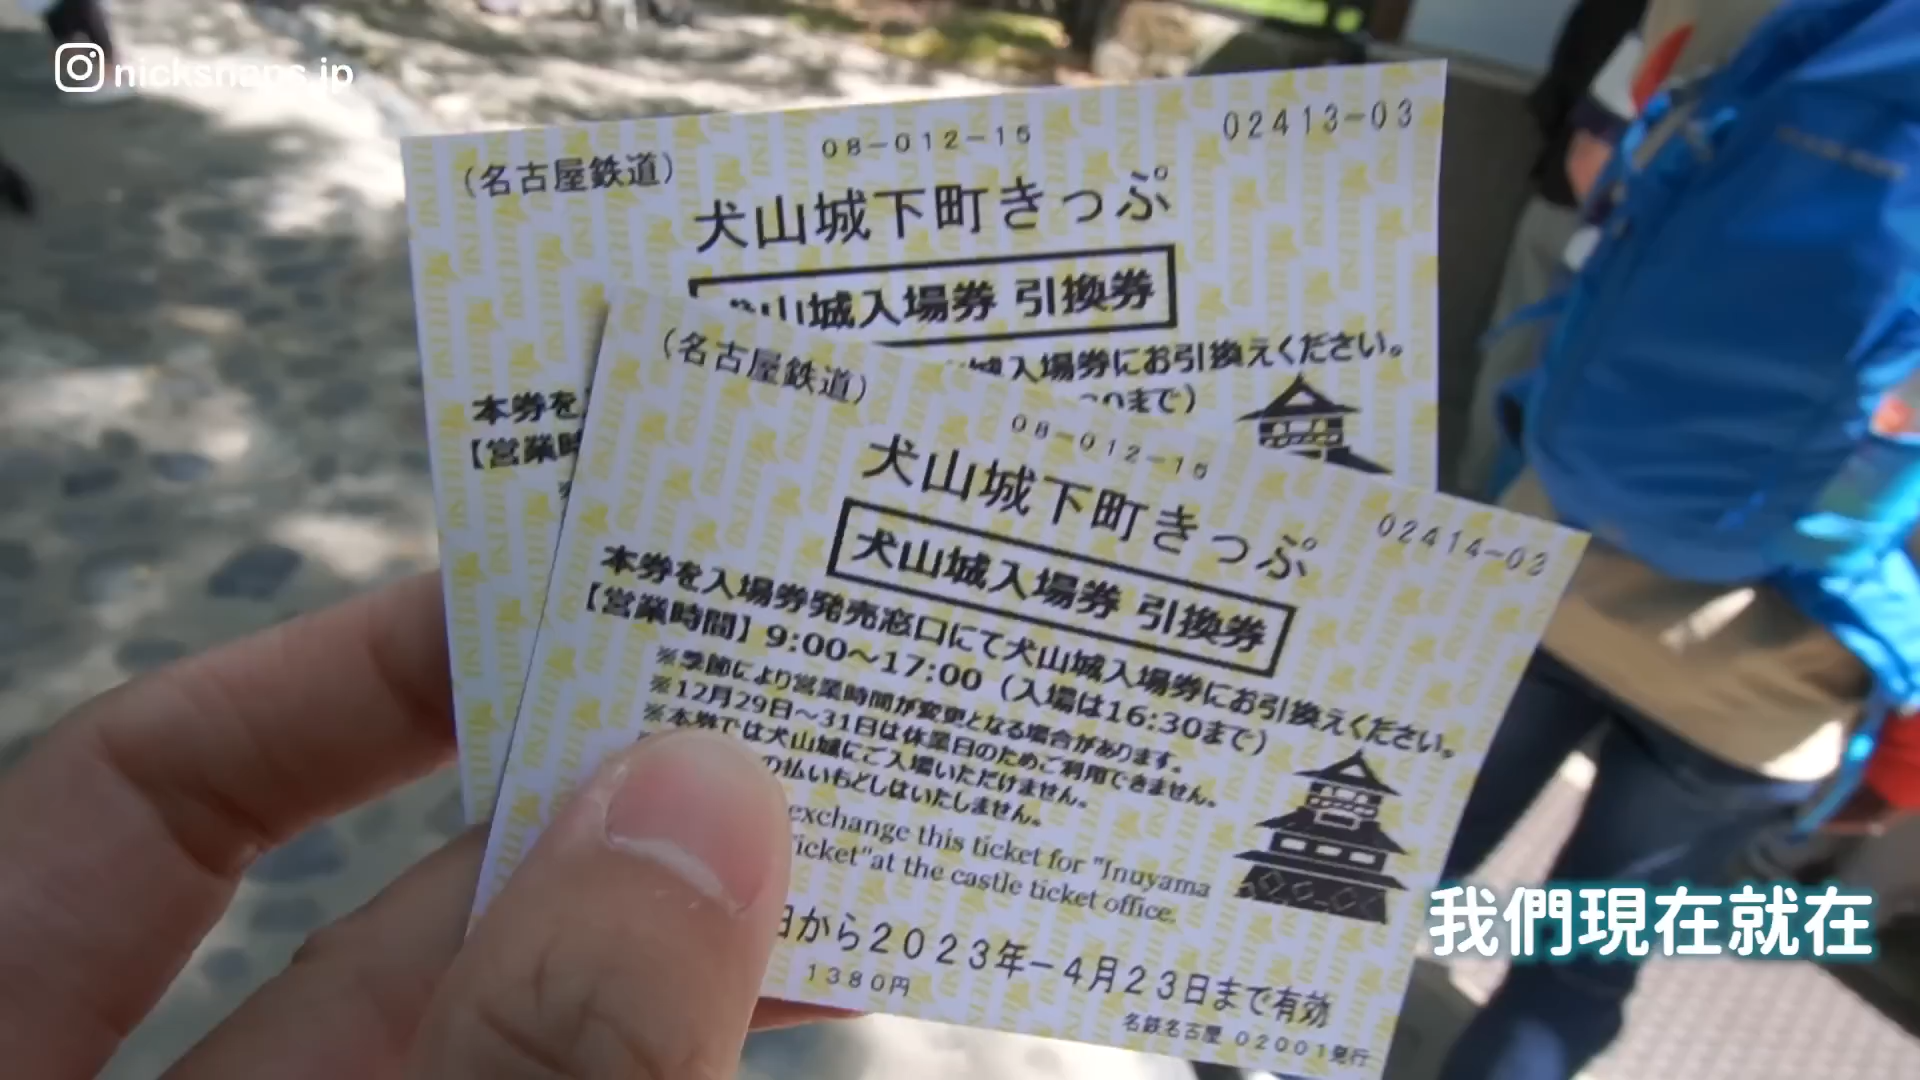 nicksnaps.jp
(名古屋鉄道)
08-012-15
02413-03
犬山城下町きっぷ
山城入場券 引換券
城入場券にお引換えください。
まで)
本券を
【営業時
(名古屋鉄道)
08-012-15
02414-03
犬山城下町きっぷ
犬山城入場券 引換券
本券を入場券発売窓口にて犬山城入場券にお引換えください。
【営業時間】9:00～17:00(入場は16:30まで)
※季節により営業時間が変更となる場合があります。
※12月29日～31日は休業日のためご利用できません。
※本券では犬山城にご入場いただけません。
の払いもどしはいたしません。
exchange this ticket for "Inuyama
icket"at the castle ticket office.
日から2023年-4月23日まで有効
1380円
名鉄名古屋 02001発行
我們現在就在